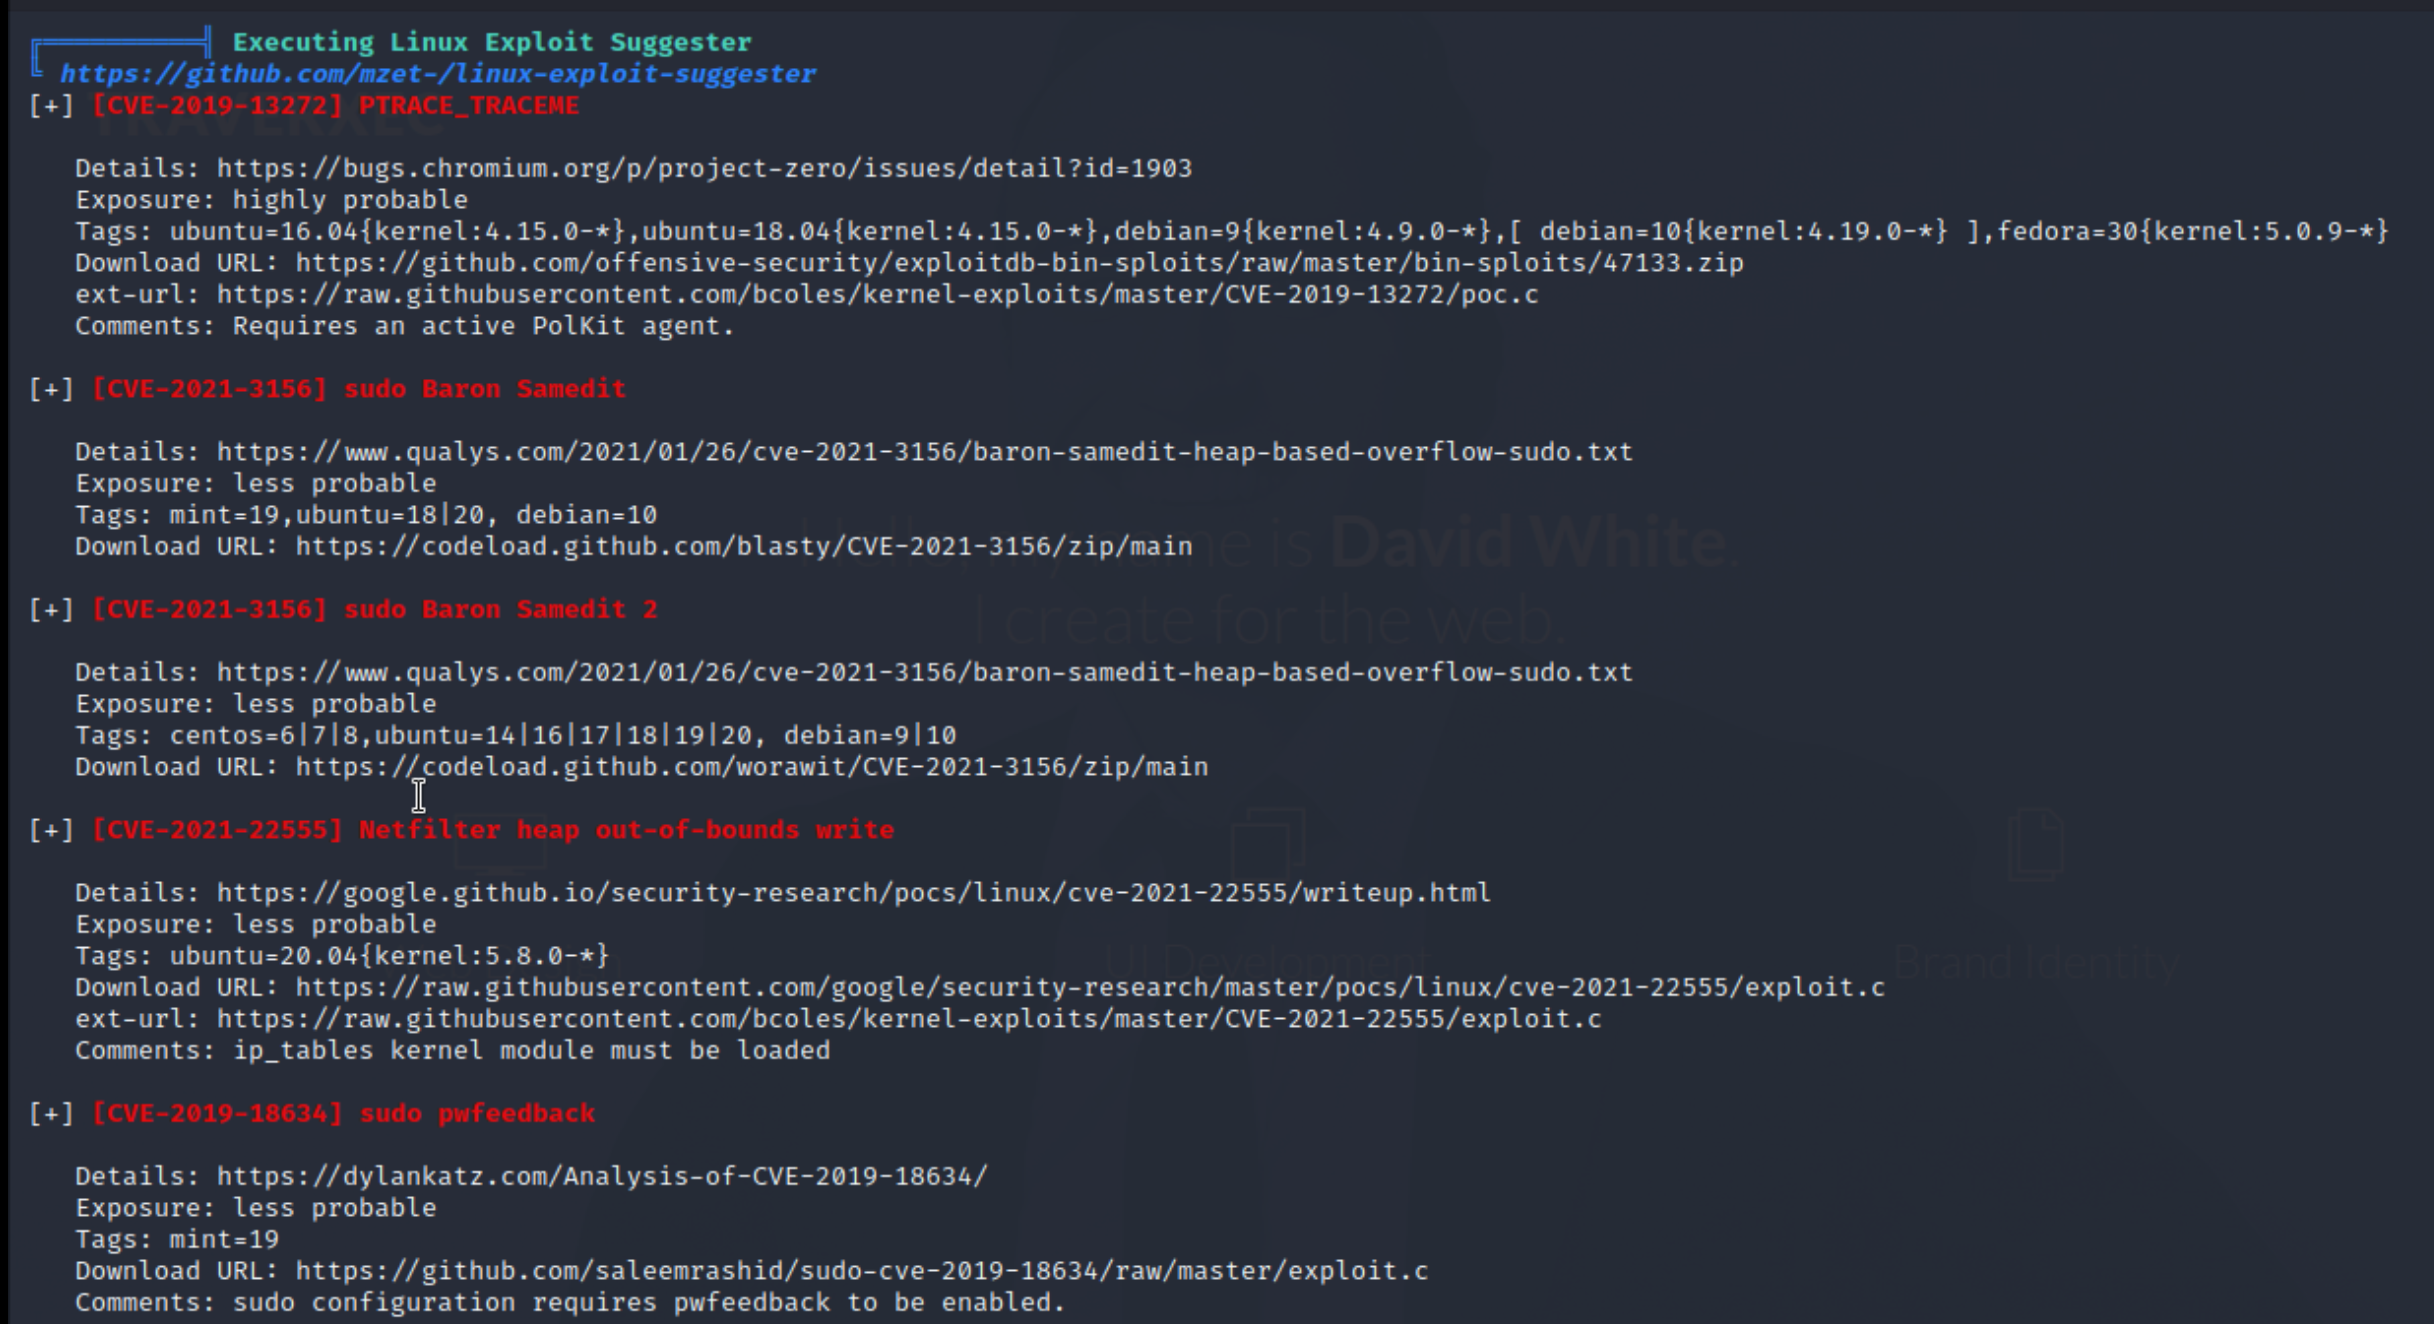 Executing Linux Exploit Suggester
https://github.com/mzet-/linux-exploit-suggester
[+] [CVE-2019-13272] PTRACE_TRACEME
TRAVERXEC
Details: https://bugs.chromium.org/p/project-zero/issues/detail?id=1903
Exposure: highly probable
Tags: ubuntu=16.04{kernel:4.15.0-*},ubuntu=18.04{kernel:4.15.0-*},debian=9{kernel:4.9.0-*},[ debian=10{kernel:4.19.0-*} ],fedora=30{kernel:5.0.9-*}
Download URL: https://github.com/offensive-security/exploitdb-bin-sploits/raw/master/bin-sploits/47133.zip
ext-url: https://raw.githubusercontent.com/bcoles/kernel-exploits/master/CVE-2019-13272/poc.c
Comments: Requires an active PolKit agent.
[+] [CVE-2021-3156] sudo Baron Samedit
Details: https://www.qualys.com/2021/01/26/cve-2021-3156/baron-samedit-heap-based-overflow-sudo.txt
Exposure: less probable
Tags: mint=19,ubuntu=18|20, debian=10
Download URL: https://codeload.github.com/blasty/CVE-2021-3156/zip/main
Hello, my name is David White.
[+] [CVE-2021-3156] sudo Baron Samedit 2
I create for the web.
Details: https://www.qualys.com/2021/01/26/cve-2021-3156/baron-samedit-heap-based-overflow-sudo.txt
Exposure: less probable
Tags: centos=6|7|8,ubuntu=14|16|17|18|19|20, debian=9|10
Download URL: https://codeload.github.com/worawit/CVE-2021-3156/zip/main
[+] [CVE-2021-22555] Netfilter heap out-of-bounds write
Details: https://google.github.io/security-research/pocs/linux/cve-2021-22555/writeup.html
Exposure: less probable
Tags: ubuntu=20.04{kernel:5.8.0-*}
UI Development
Brand Identity
Download URL: https://raw.githubusercontent.com/google/security-research/master/pocs/linux/cve-2021-22555/exploit.c
ext-url: https://raw.githubusercontent.com/bcoles/kernel-exploits/master/CVE-2021-22555/exploit.c
Comments: ip_tables kernel module must be loaded
[+] [CVE-2019-18634] sudo pwfeedback
Details: https://dylankatz.com/Analysis-of-CVE-2019-18634/
Exposure: less probable
Tags: mint=19
Download URL: https://github.com/saleemrashid/sudo-cve-2019-18634/raw/master/exploit.c
Comments: sudo configuration requires pwfeedback to be enabled.